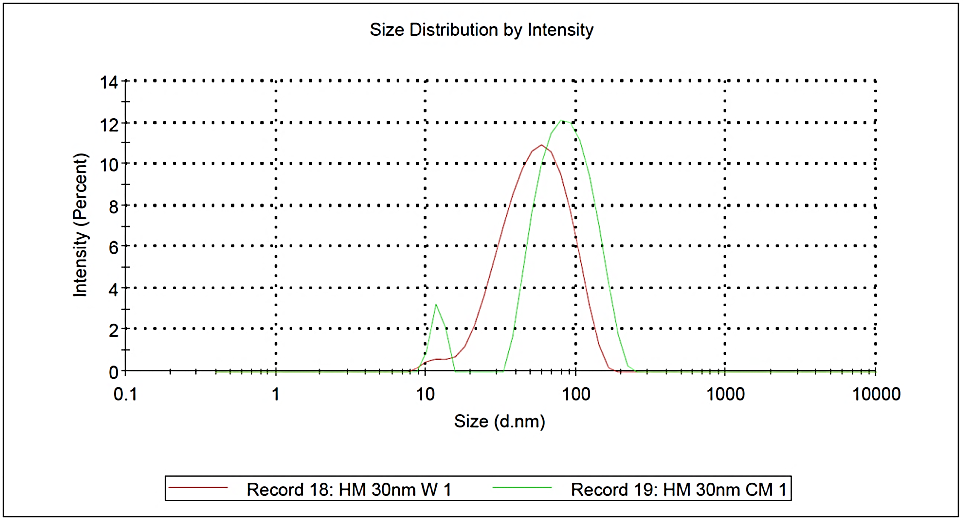 Size Distribution by Intensity
14
12
10
8
6
4
2
0
Intensity (Percent)
0.1 1 10 100 1000 10000
Size (d.nm)
Record 18: HM 30nm W 1 Record 19: HM 30nm CM 1